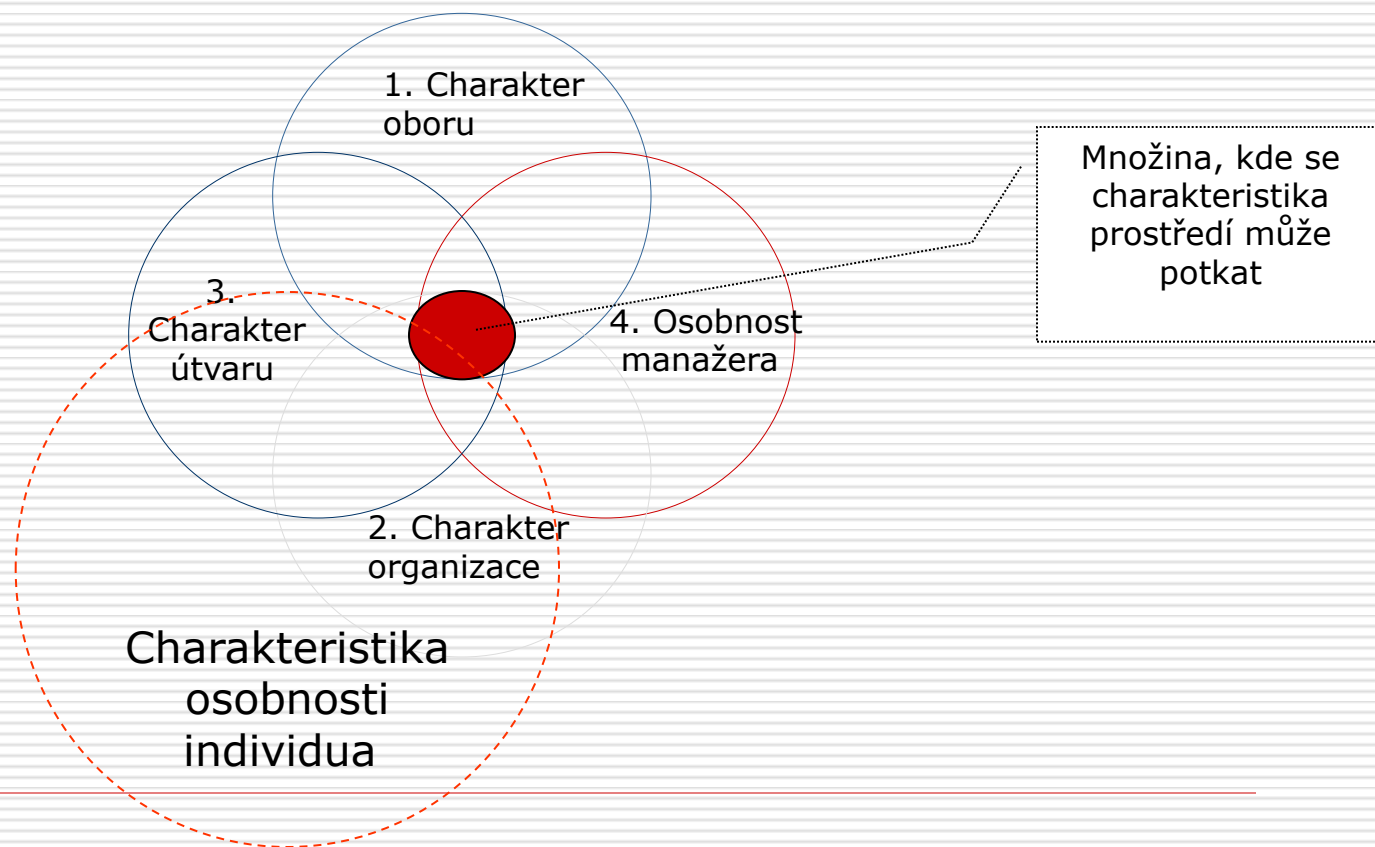 1. Charakter
oboru
Množina, kde se
charakteristika
prostředí může
potkat
3.
Charakter
útvaru
4. Osobnost
manažera
2. Charakter
organizace
Charakteristika
osobnosti
individua